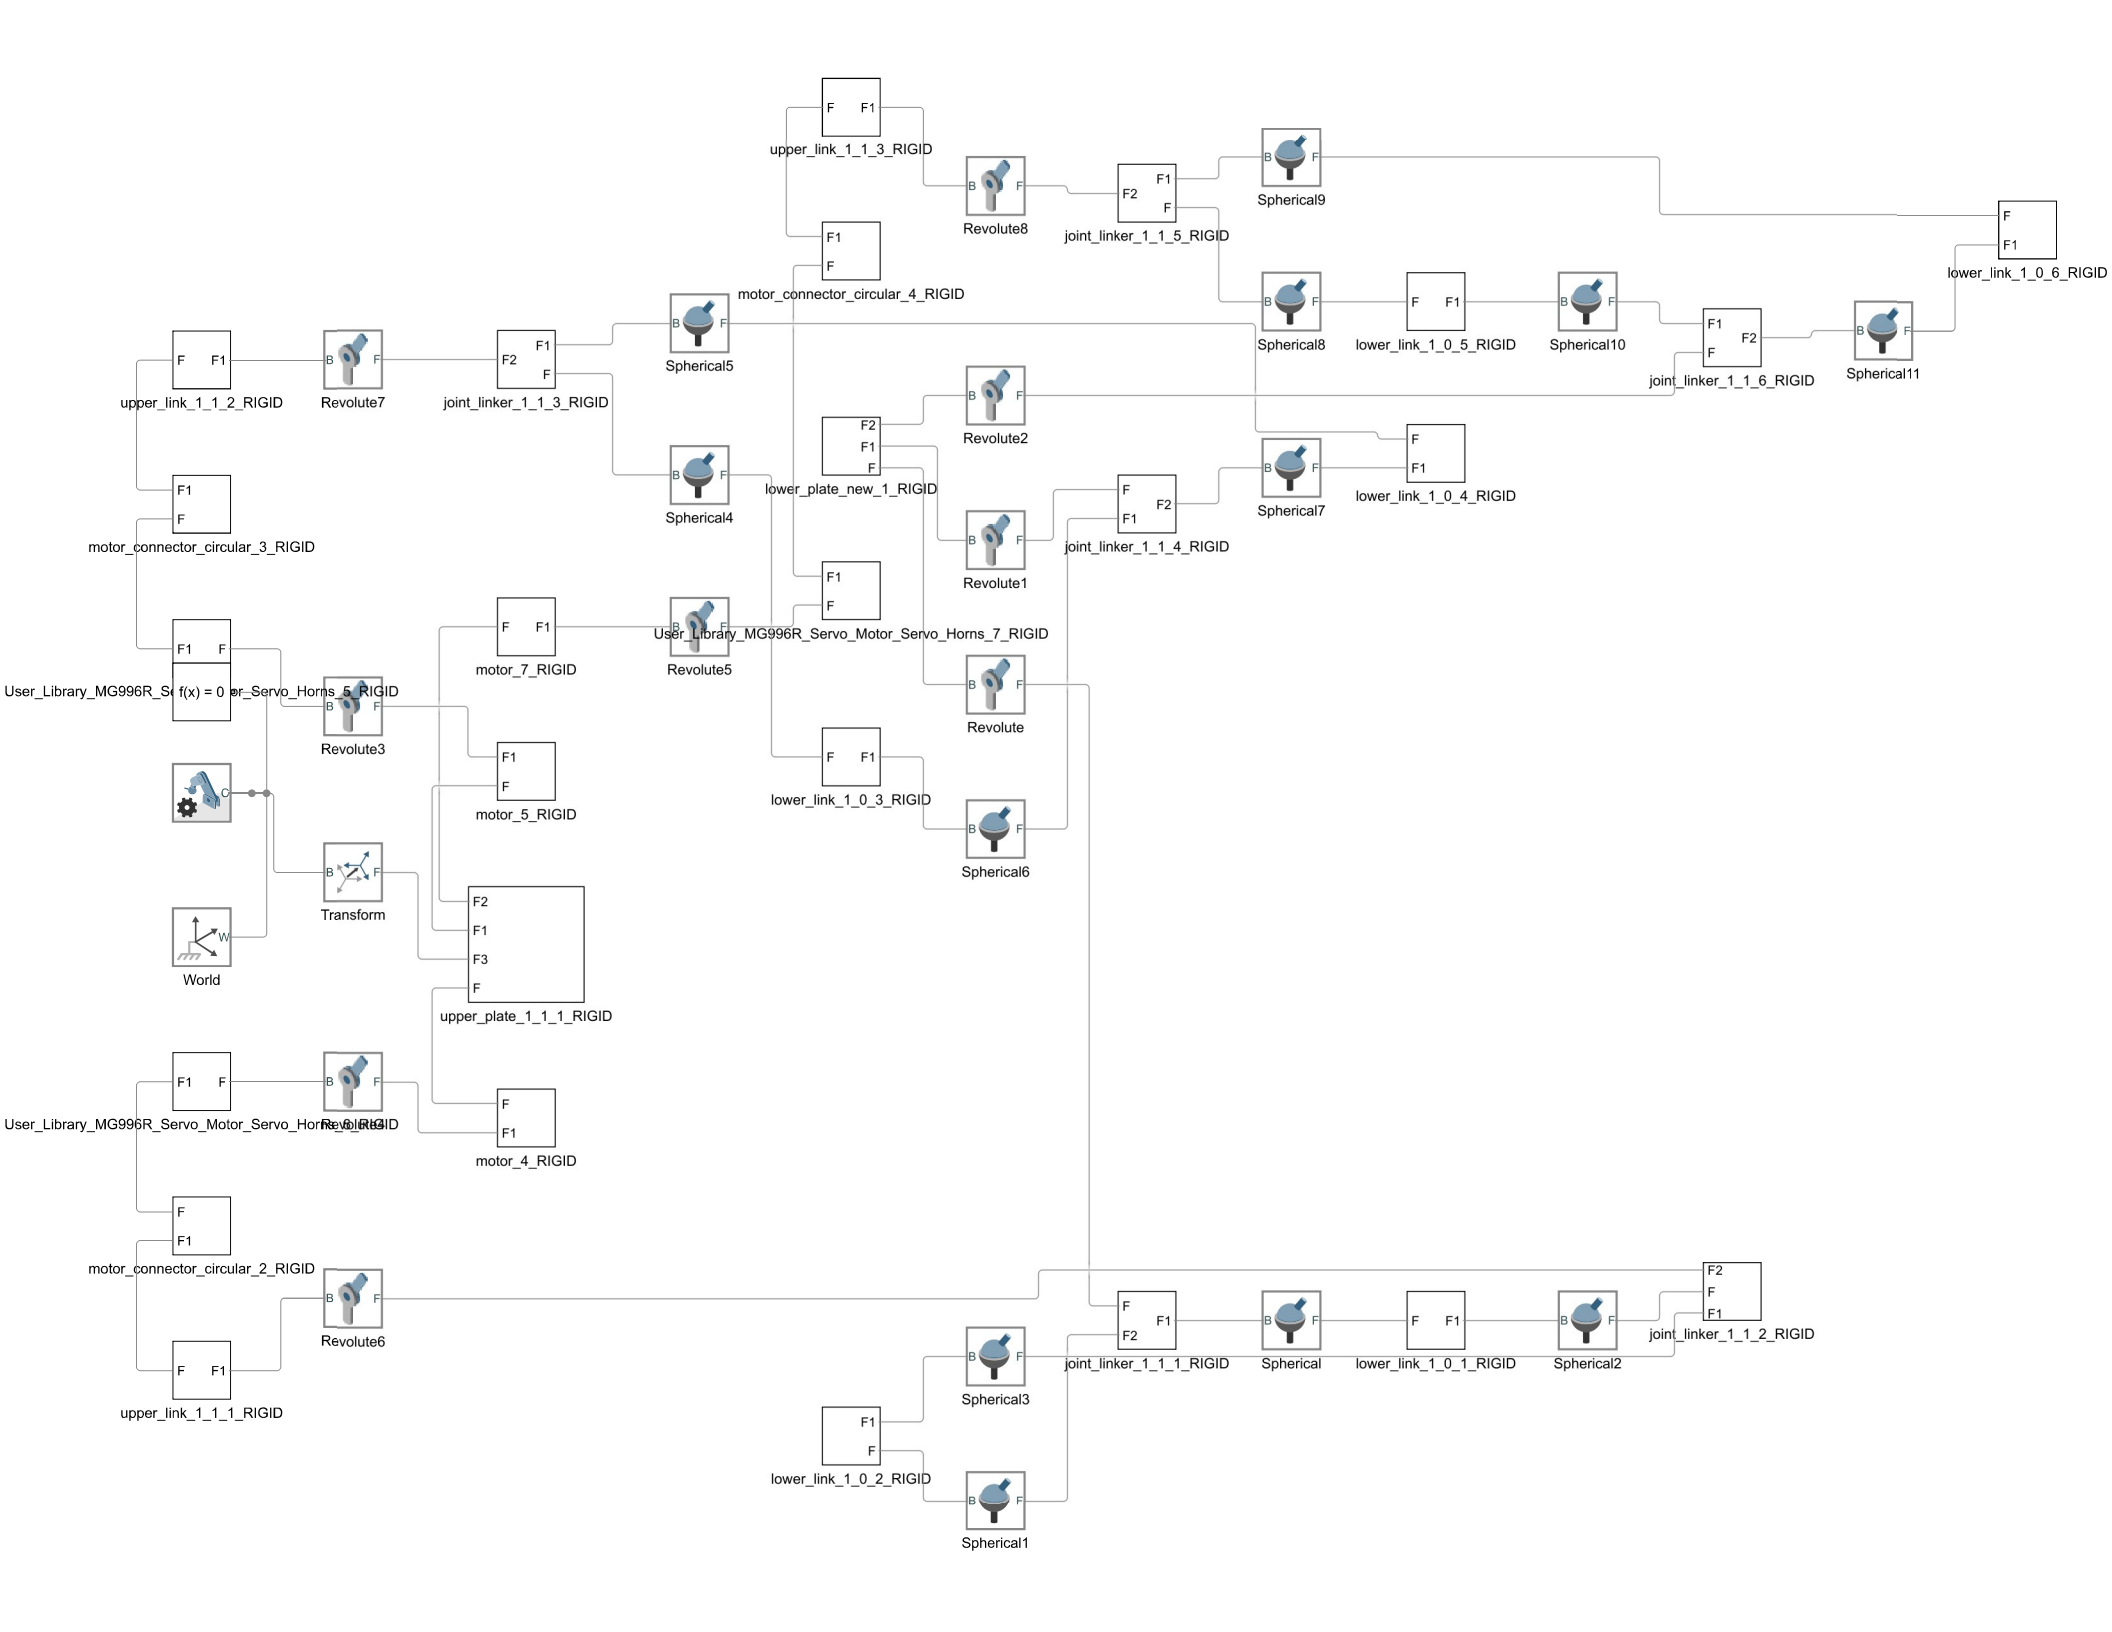 F F1
upper_link_1_1_3_RIGID
B F
Spherical9
B F
Revolute8
F1
F2
F
joint_linker_1_1_5_RIGID
F
F1
lower_link_1_0_6_RIGID
F1
F
motor_connector_circular_4_RIGID
B F
Spherical8
F F1
lower_link_1_0_5_RIGID
B F
Spherical10
F1
F2
F
joint_linker_1_1_6_RIGID
B F
Spherical11
F F1
upper_link_1_1_2_RIGID
B F
Revolute7
F1
F2
F
joint_linker_1_1_3_RIGID
B F
Spherical5
B F
Revolute2
F2
F1
F
lower_plate_new_1_RIGID
F
F1
lower_link_1_0_4_RIGID
B F
Spherical7
B F
Spherical4
F1
F
motor_connector_circular_3_RIGID
B F
Revolute1
F
F2
F1
joint_linker_1_1_4_RIGID
F1
F
User_Library_MG996R_Servo_Motor_Servo_Horns_7_RIGID
F F1
motor_7_RIGID
B F
Revolute5
F1 F
User_Library_MG996R_Se
f(x) = 0
or_Servo_Horns_5_RIGID
B F
Revolute3
B F
Revolute
F1
F
motor_5_RIGID
F F1
lower_link_1_0_3_RIGID
B F
Spherical6
C
B F
Transform
W
World
F2
F1
F3
F
upper_plate_1_1_1_RIGID
F1 F
User_Library_MG996R_Servo_Motor_Servo_Horns
RIGID
B F
F
F1
motor_4_RIGID
F
F1
motor_connector_circular_2_RIGID
B F
Revolute6
F F1
upper_link_1_1_1_RIGID
F2
F
F1
joint_linker_1_1_2_RIGID
F
F1
F2
joint_linker_1_1_1_RIGID
B F
Spherical
F F1
lower_link_1_0_1_RIGID
B F
Spherical2
B F
Spherical3
F1
F
lower_link_1_0_2_RIGID
B F
Spherical1